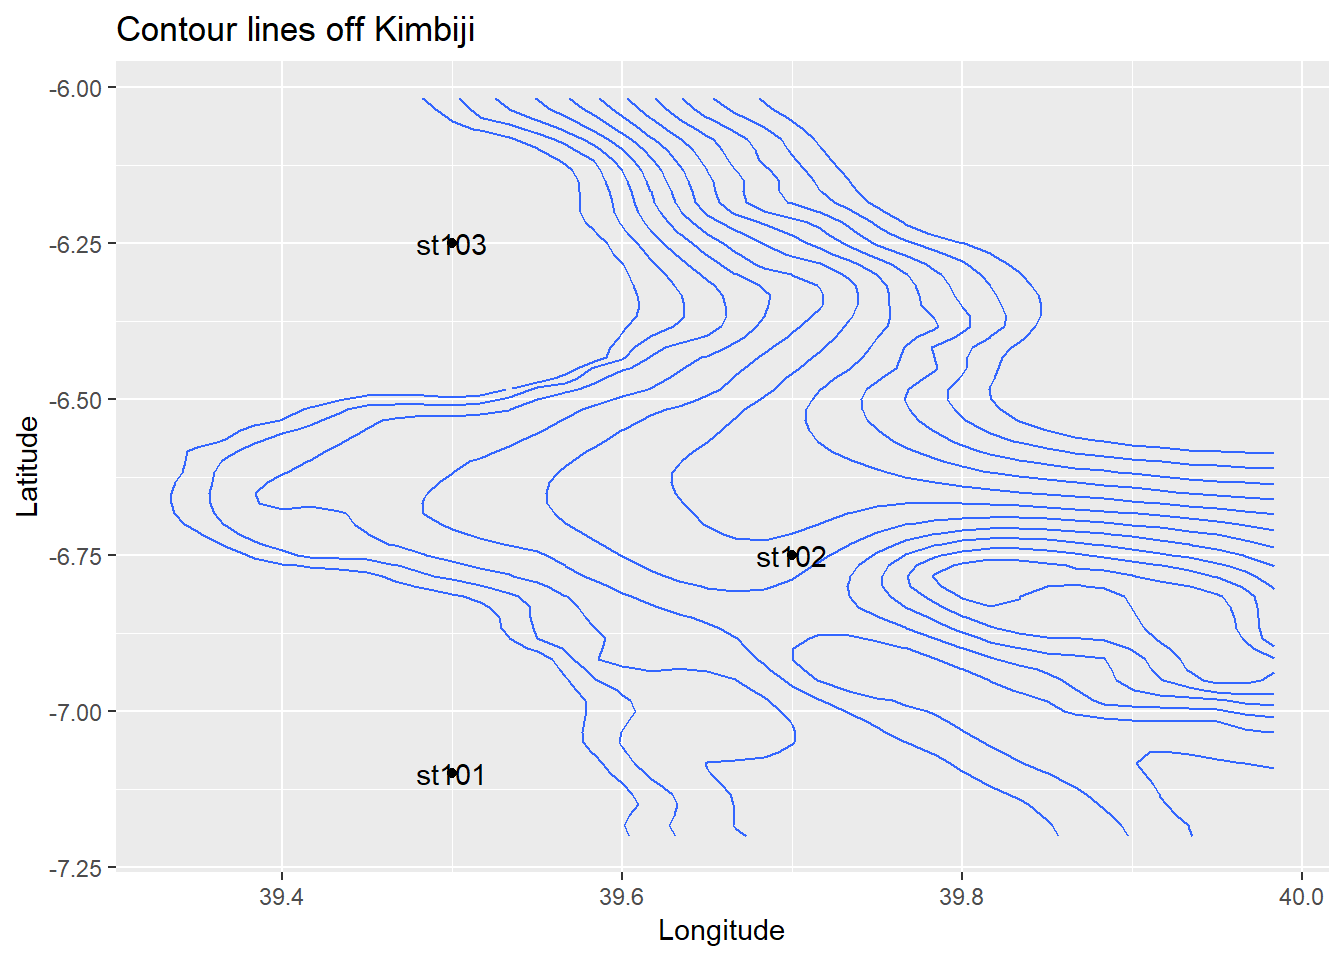 Contour lines off Kimbiji
-6.00
-6.25
-6.50
-6.75
-7.00
-7.25
Latitude
st103
st102
st101
39.4 39.6 39.8 40.0
Longitude